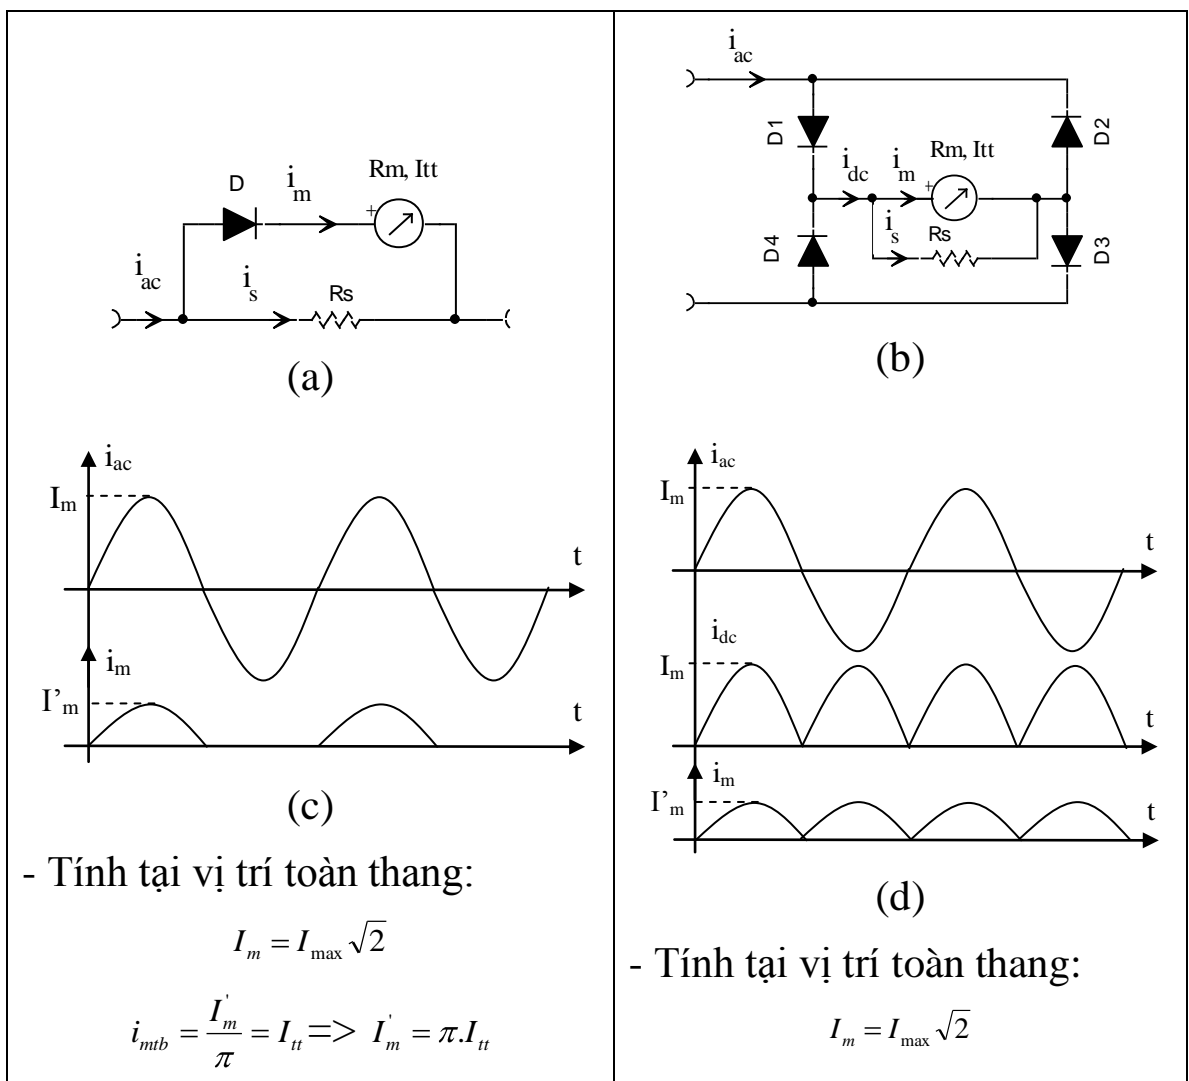 D
i_m
Rm, Itt
+
i_ac
i_s
Rs
(a)
i_ac
I_m
t
i_m
I’_m
t
(c)
- Tính tại vị trí toàn thang:
I_m = I_max √2
i_mtb = I'_m / π = I_tt => I'_m = π.I_tt
i_ac
D1
D2
i_dc
i_m
Rm, Itt
+
i_s
Rs
D4
D3
(b)
i_ac
I_m
t
i_dc
I_m
t
i_m
I’_m
t
(d)
- Tính tại vị trí toàn thang:
I_m = I_max √2